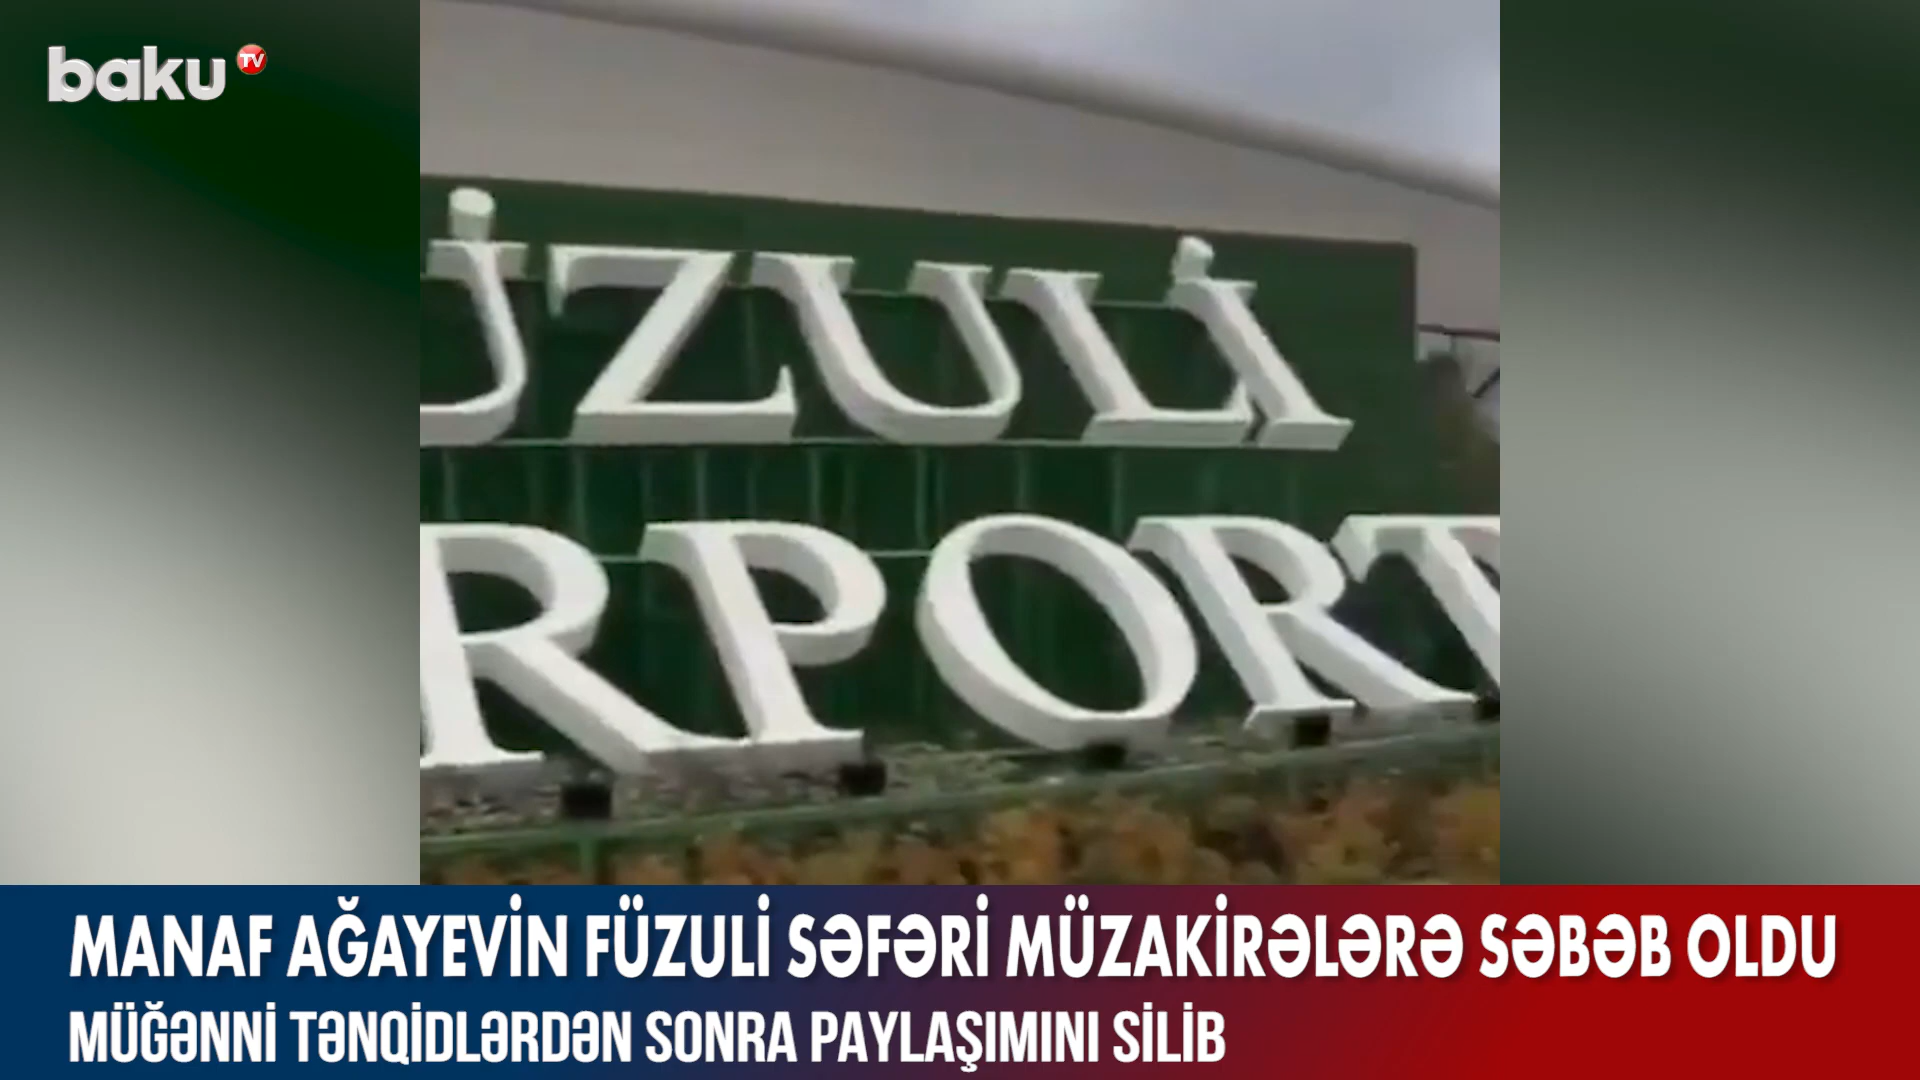 baku TV
ÜZULİ
RPORT
MANAF AĞAYEVİN FÜZULİ SƏFƏRİ MÜZAKİRƏLƏRƏ SƏBƏB OLDU
MÜĞƏNNİ TƏNQİDLƏRDƏN SONRA PAYLAŞIMINI SİLİB